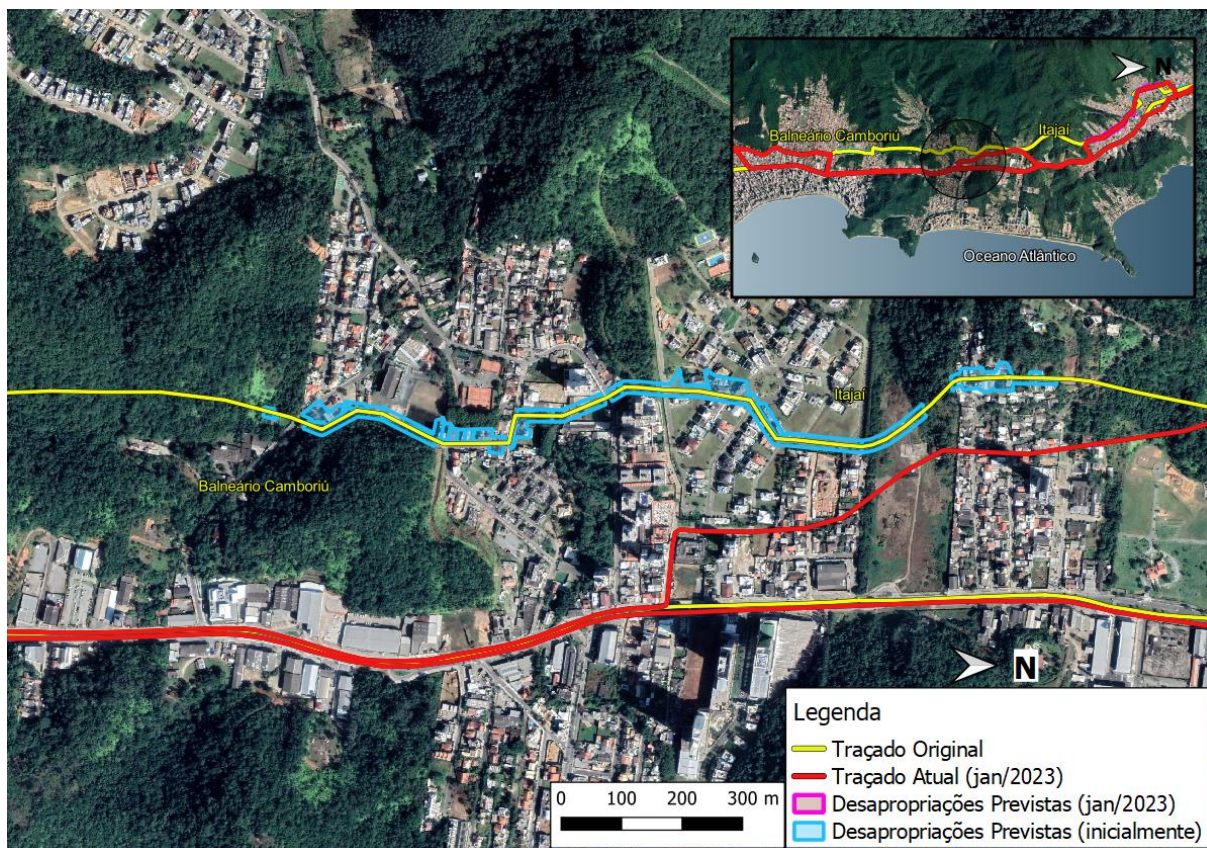 N
Balneário Camboriú
Itajaí
Oceano Atlântico
Itajaí
Balneário Camboriú
N
0 100 200 300 m
Legenda
Traçado Original
Traçado Atual (jan/2023)
Desapropriações Previstas (jan/2023)
Desapropriações Previstas (inicialmente)